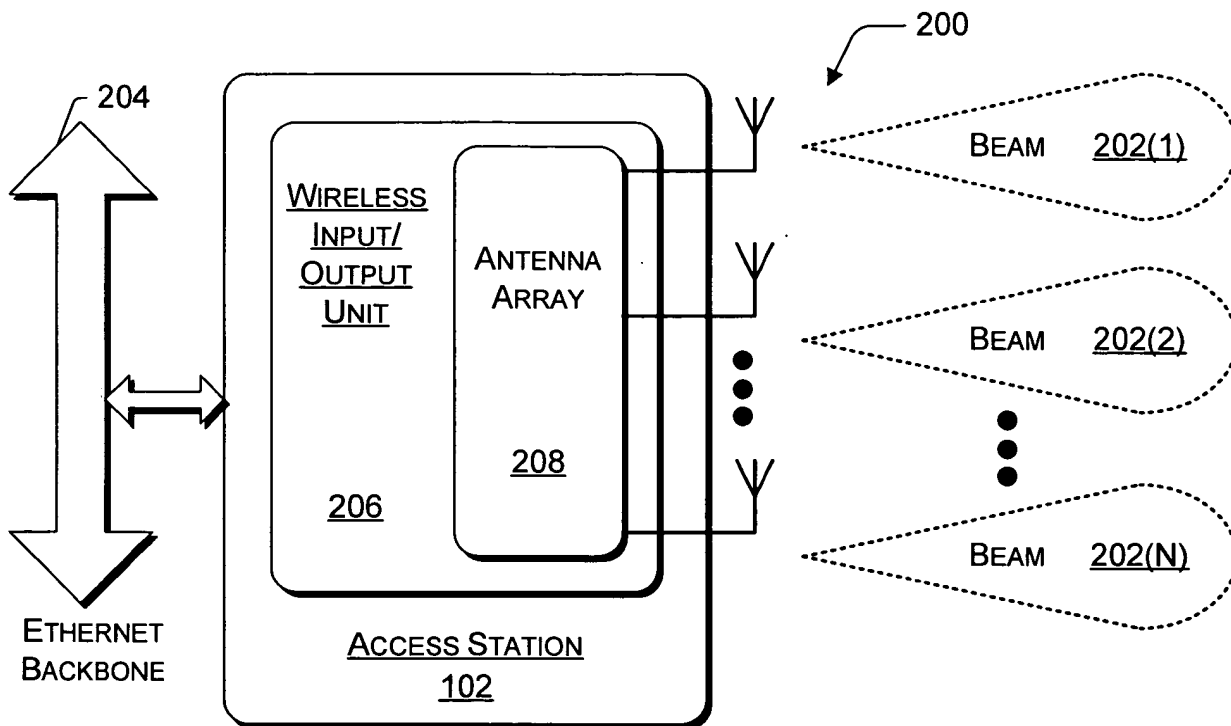 200
204
BEAM 202(1)
WIRELESS
INPUT/
OUTPUT
UNIT
ANTENNA
ARRAY
BEAM 202(2)
208
206
BEAM 202(N)
ETHERNET
BACKBONE
ACCESS STATION
102